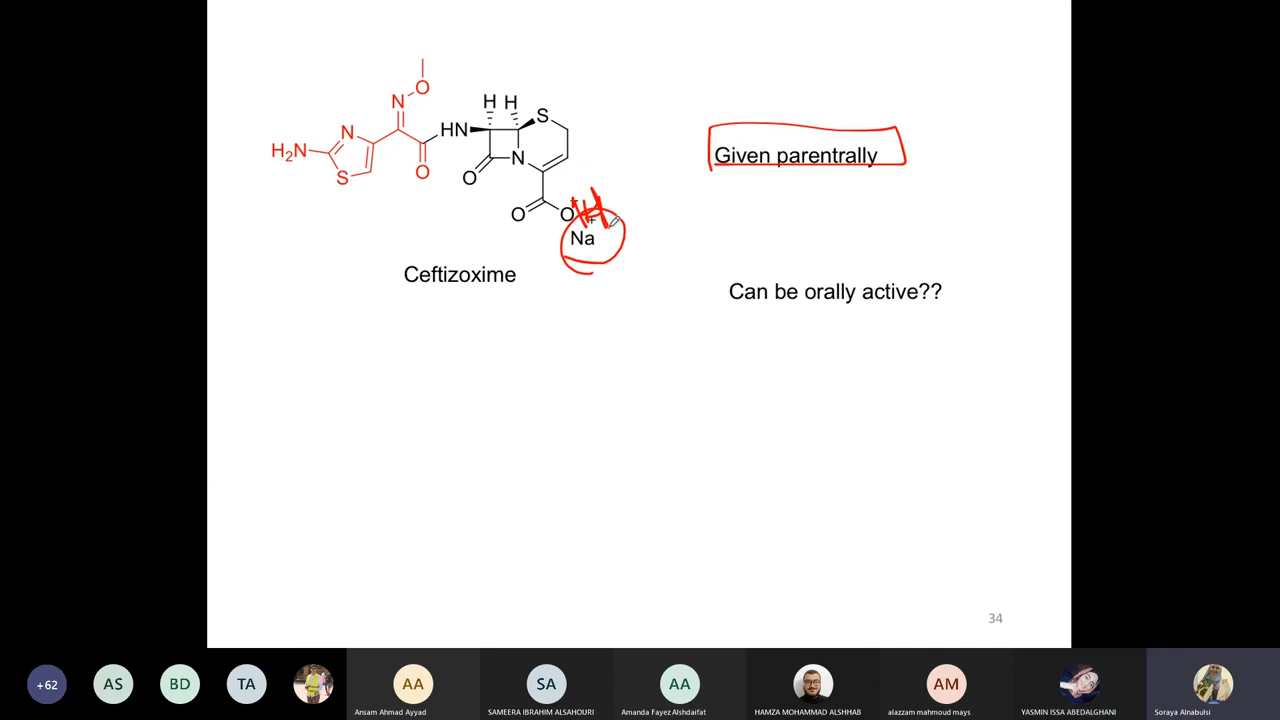 O
N
H H
S
N
HN
H₂N
N
S
O
O
O
O
+
Na
Ceftizoxime
Given parentrally
Can be orally active??
34
+62
AS
BD
TA
AA
SA
AA
AM
Ansam Ahmad Ayyad
SAMEERA IBRAHIM ALSAHOURI
Amanda Fayez Alshdaifat
HAMZA MOHAMMAD ALSHHAB
alazzam mahmoud mays
YASMIN ISSA ABEDALGHANI
Soraya Alnabulsi